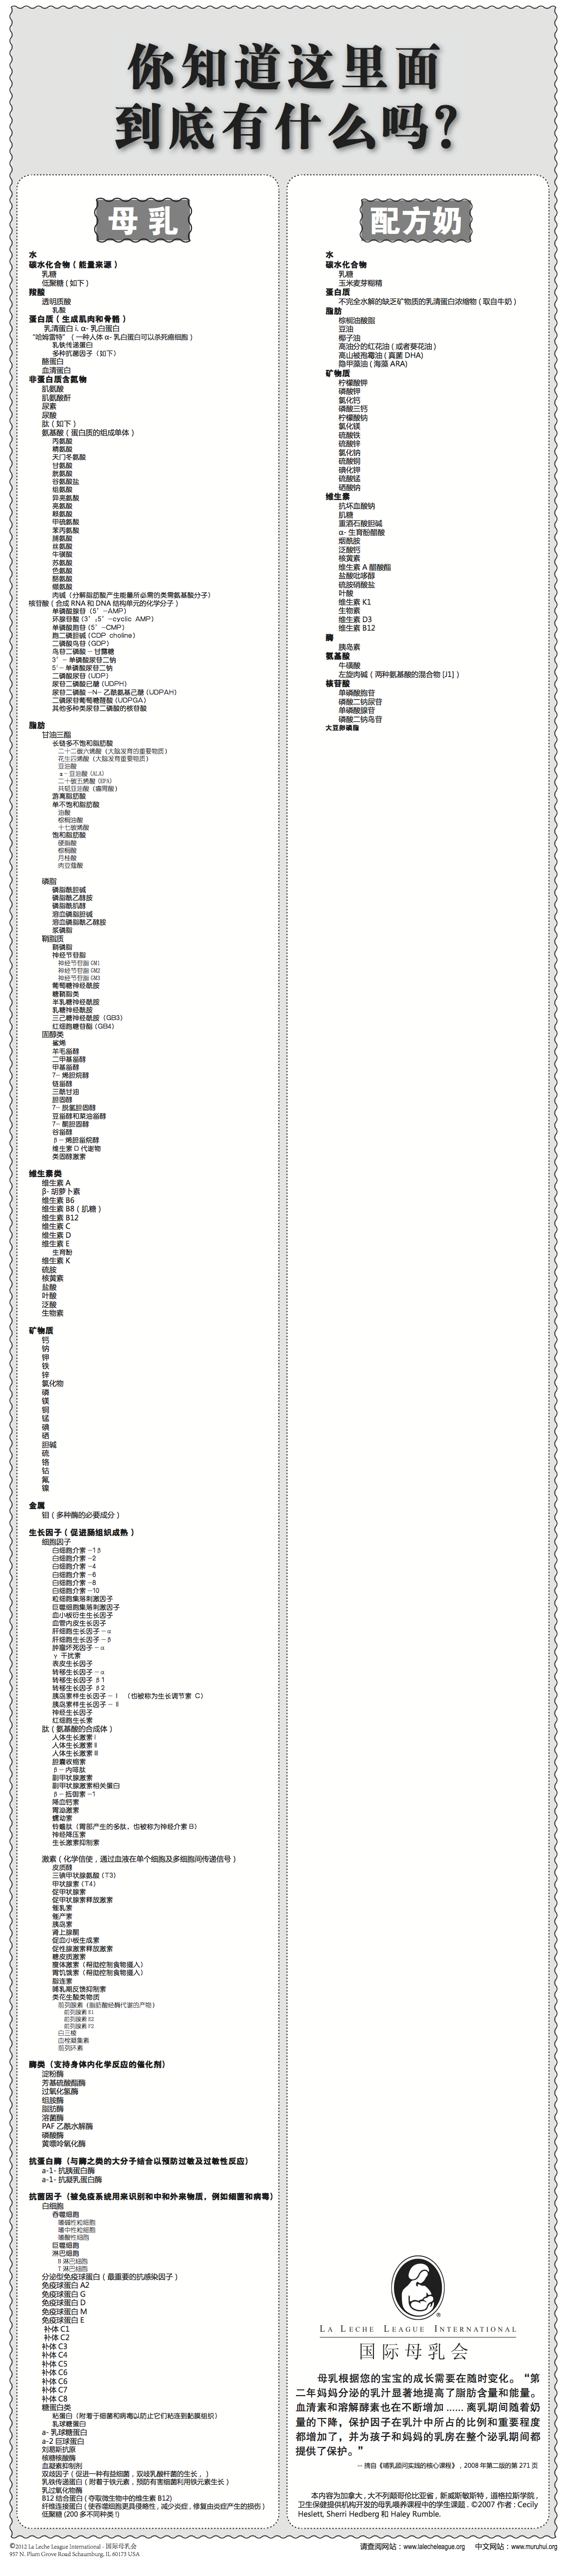 你知道这里面
到底有什么吗?
母乳
水
碳水化合物(能量来源)
乳糖
低聚糖(如下)
羧酸
透明质酸
乳酸
蛋白质(生成肌肉和骨骼)
乳清蛋白 i. α- 乳白蛋白
“哈姆雷特”(一种人体 α- 乳白蛋白可以杀死癌细胞)
乳铁传递蛋白
多种抗菌因子(如下)
酪蛋白
血清蛋白
非蛋白质含氮物
肌氨酸
肌氨酸酐
尿素
尿酸
肽(如下)
氨基酸(蛋白质的组成单体)
丙氨酸
精氨酸
天门冬氨酸
甘氨酸
胱氨酸
谷氨酸盐
组氨酸
异亮氨酸
亮氨酸
赖氨酸
甲硫氨酸
苯丙氨酸
脯氨酸
丝氨酸
牛磺酸
苏氨酸
色氨酸
酪氨酸
缬氨酸
肉碱(分解脂肪酸产生能量所必需的类氨基酸分子)
核苷酸(合成 RNA 和 DNA 结构单元的化学分子)
单磷酸腺苷(5’-AMP)
环腺苷酸(3’:5’-cyclic AMP)
单磷酸胞苷(5’-CMP)
胞二磷胆碱(CDP choline)
二磷酸鸟苷(GDP)
鸟苷二磷酸 - 甘露糖
3’- 单磷酸尿苷二钠
5’- 单磷酸尿苷二钠
二磷酸尿苷(UDP)
尿苷二磷酸己醣(UDPH)
尿苷二磷酸 -N- 乙酰氨基己醣(UDPAH)
二磷尿苷葡萄糖醛酸(UDPGA)
其他多种类尿苷二磷酸的核苷酸
脂肪
甘油三酯
长链多不饱和脂肪酸
二十二碳六烯酸(大脑发育的重要物质)
花生四烯酸(大脑发育重要物质)
亚油酸
α- 亚油酸 (ALA)
二十碳五烯酸 (EPA)
共轭亚油酸(瘤胃酸)
游离脂肪酸
单不饱和脂肪酸
油酸
棕榈油酸
十七碳烯酸
饱和脂肪酸
硬脂酸
棕榈酸
月桂酸
肉豆蔻酸
磷脂
磷脂酰胆碱
磷脂酰乙醇胺
磷脂酰肌醇
溶血磷脂胆碱
溶血磷脂酰乙醇胺
浆磷脂
鞘脂质
鞘磷脂
神经节苷脂
神经节苷脂 GM1
神经节苷脂 GM2
神经节苷脂 GM3
葡萄糖神经酰胺
糖鞘脂类
半乳糖神经酰胺
乳糖神经酰胺
三己糖神经酰胺(GB3)
红细胞糖苷酯(GB4)
固醇类
鲨烯
羊毛甾醇
二甲基甾醇
甲基甾醇
7- 烯胆烷醇
链甾醇
三酰甘油
胆固醇
7- 脱氢胆固醇
豆甾醇和菜油甾醇
7- 酮胆固醇
谷甾醇
β- 烯胆甾烷醇
维生素 D 代谢物
类固醇激素
维生素类
维生素 A
β- 胡萝卜素
维生素 B6
维生素 B8(肌糖)
维生素 B12
维生素 C
维生素 D
维生素 E
生育酚
维生素 K
硫胺
核黄素
盐酸
叶酸
泛酸
生物素
矿物质
钙
钠
钾
铁
锌
氯化物
磷
镁
铜
锰
碘
硒
胆碱
硫
铬
钴
氟
镍
金属
钼(多种酶的必要成分)
生长因子(促进肠组织成熟)
细胞因子
白细胞介素 -1β
白细胞介素 -2
白细胞介素 -4
白细胞介素 -6
白细胞介素 -8
白细胞介素 -10
粒细胞集落刺激因子
巨噬细胞集落刺激因子
血小板衍生生长因子
血管内皮生长因子
肝细胞生长因子 -α
肝细胞生长因子 -β
肿瘤坏死因子 -α
γ 干扰素
表皮生长因子
转移生长因子 -α
转移生长因子 β1
转移生长因子 β2
胰岛素样生长因子 - I (也被称为生长调节素 C)
胰岛素样生长因子 - II
神经生长因子
红细胞生长素
肽(氨基酸的合成体)
人体生长激素 I
人体生长激素 II
人体生长激素 III
胆囊收缩素
β- 内啡肽
副甲状腺激素
副甲状腺激素相关蛋白
β- 抵御素 -1
降血钙素
胃泌激素
蠕动素
铃蟾肽(胃部产生的多肽,也被称为神经介素 B)
神经降压素
生长激素抑制素
激素(化学信使,通过血液在单个细胞及多细胞间传递信号)
皮质醇
三碘甲状腺氨酸(T3)
甲状腺素(T4)
促甲状腺素
促甲状腺素释放激素
催乳素
催产素
胰岛素
肾上腺酮
促血小板生成素
促性腺激素释放激素
糖皮质激素
瘦体激素(帮助控制食物摄入)
胃饥饿素(帮助控制食物摄入)
脂连素
哺乳期反馈抑制素
类花生酸类物质
前列腺素(脂肪酸经酶代谢的产物)
前列腺素 E1
前列腺素 E2
前列腺素 F2
白三稜
血栓凝集素
前列环素
酶类(支持身体内化学反应的催化剂)
淀粉酶
芳基硫酸酯酶
过氧化氢酶
组胺酶
脂肪酶
溶菌酶
PAF 乙酰水解酶
磷酸酶
黄嘌呤氧化酶
抗蛋白酶(与酶之类的大分子结合以预防过敏及过敏性反应)
a-1- 抗胰蛋白酶
a-1- 抗凝乳蛋白酶
抗菌因子(被免疫系统用来识别和中和外来物质,例如细菌和病毒)
白细胞
吞噬细胞
嗜碱性粒细胞
嗜中性粒细胞
嗜酸性细胞
巨噬细胞
淋巴细胞
B 淋巴细胞
T 淋巴细胞
分泌型免疫球蛋白(最重要的抗感染因子)
免疫球蛋白 A2
免疫球蛋白 G
免疫球蛋白 D
免疫球蛋白 M
免疫球蛋白 E
补体 C1
补体 C2
补体 C3
补体 C4
补体 C5
补体 C6
补体 C6
补体 C7
补体 C8
糖蛋白类
粘蛋白(附着于细菌和病毒以防止它们粘连到黏膜组织)
乳球糖蛋白
a- 乳球糖蛋白
a-2 巨球蛋白
刘易斯抗原
核糖核酸酶
血凝素抑制剂
双歧因子(促进一种有益细菌,双岐乳酸杆菌的生长,)
乳铁传递蛋白(附着于铁元素,预防有害细菌利用铁元素生长)
乳过氧化物酶
B12 结合蛋白(夺取微生物中的维生素 B12)
纤维连接蛋白(使吞噬细胞更具侵略性,减少炎症,修复由炎症产生的损伤)
低聚糖 (200 多不同种类!)
配方奶
水
碳水化合物
乳糖
玉米麦芽糊精
蛋白质
不完全水解的缺乏矿物质的乳清蛋白浓缩物(取自牛奶)
脂肪
棕榈油酸脂
豆油
椰子油
高油分的红花油(或者葵花油)
高山被孢霉油(真菌 DHA)
隐甲藻油(海藻 ARA)
矿物质
柠檬酸钾
磷酸钾
氯化钙
磷酸三钙
柠檬酸钠
氯化镁
硫酸铁
硫酸锌
氯化钠
硫酸铜
碘化钾
硫酸锰
硒酸钠
维生素
抗坏血酸钠
肌糖
重酒石酸胆碱
α- 生育酚醋酸
烟酰胺
泛酸钙
核黄素
维生素 A 醋酸酯
盐酸吡哆醇
硫胺硝酸盐
叶酸
维生素 K1
生物素
维生素 D3
维生素 B12
酶
胰岛素
氨基酸
牛磺酸
左旋肉碱(两种氨基酸的混合物 [J1])
核苷酸
单磷酸胞苷
磷酸二钠尿苷
单磷酸腺苷
磷酸二钠鸟苷
大豆卵磷脂
LA LECHE LEAGUE INTERNATIONAL
国际母乳会
母乳根据您的宝宝的成长需要在随时变化。“第
二年妈妈分泌的乳汁显著地提高了脂肪含量和能量。
血清素和溶解酵素也在不断增加 …… 离乳期间随着奶
量的下降,保护因子在乳汁中所占的比例和重要程度
都增加了,并为孩子和妈妈的乳房在整个泌乳期间都
提供了保护。”
-- 摘自《哺乳顾问实践的核心课程》,2008 年第二版的第 271 页
本内容为加拿大,大不列颠哥伦比亚省,新威斯敏斯特,道格拉斯学院,
卫生保健提供机构开发的母乳喂养课程中的学生课题 . ©2007 作者 : Cecily
Heslett, Sherri Hedberg 和 Haley Rumble.
©2012 La Leche League International - 国际母乳会
957 N. Plum Grove Road Schaumburg, IL 60173 USA
请查阅网站:www.lalecheleague.org 中文网站:www.muruhui.org